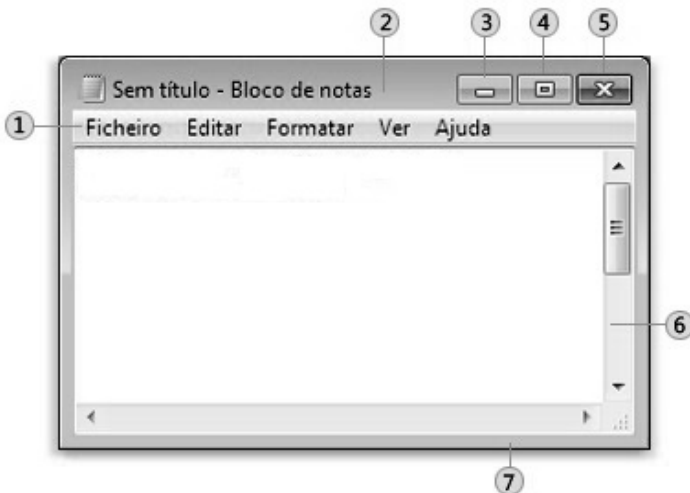 2 3 4 5
Sem título - Bloco de notas
1
Ficheiro Editar Formatar Ver Ajuda
6
7